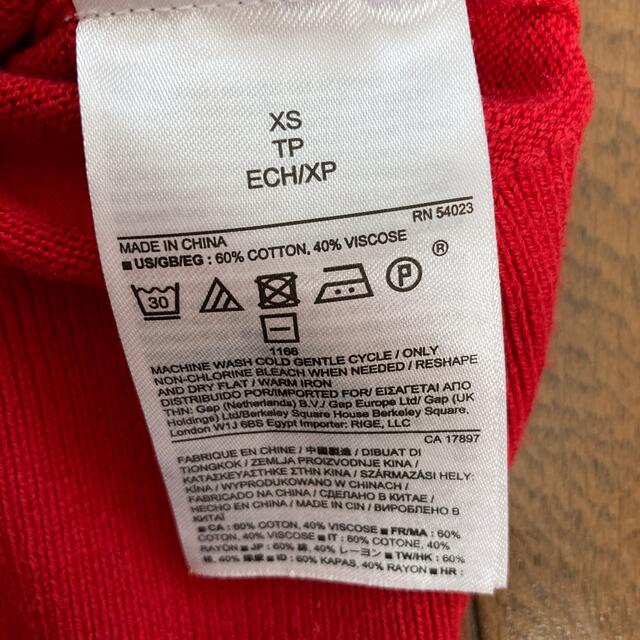 XS
TP
ECH/XP
RN 54023
MADE IN CHINA
■ US/GB/EG : 60% COTTON, 40% VISCOSE
30
P ®
1166
MACHINE WASH COLD GENTLE CYCLE / ONLY
NON-CHLORINE BLEACH WHEN NEEDED / RESHAPE
AND DRY FLAT / WARM IRON
DISTRIBUIDO POR/IMPORTED FOR/ ΕΙΣΑΓΕΤΑΙ ΑΠΟ
ΤΗΝ: Gap (Netherlands) B.V./ Gap Europe Ltd/ Gap (UK
Holdings) Ltd/Berkeley Square House Berkeley Square,
London W1J 6BS Egypt Importer: RIGE, LLC
CA 17897
FABRIQUE EN CHINE / 中國製造 / DIBUAT DI
TIONGKOK / ZEMLJA PROIZVODNJE KINA /
ΚΑΤΑΣΚΕΥΑΣΤΗΚΕ ΣΤΗΝ ΚΙΝΑ / SZÁRMAZÁSI HELY:
KÍNA / WYPRODUKOWANO W CHINACH /
FABRICADO NA CHINA / СДЕЛАНО В КИТАЕ /
HECHO EN CHINA / MADE IN CIN / ВИРОБЛЕНО В
КИТАЇ
■ CA : 60% COTON, 40% VISCOSE ■ FR/MA : 60%
COTON, 40% VISCOSE ■ IT : 60% COTONE, 40%
RAYON ■ JP : 60% 綿, 40% レーヨン ■ TW/HK : 60%
棉, 40% ■ ID : 60% KAPAS, 40% RAYON ■ HR :